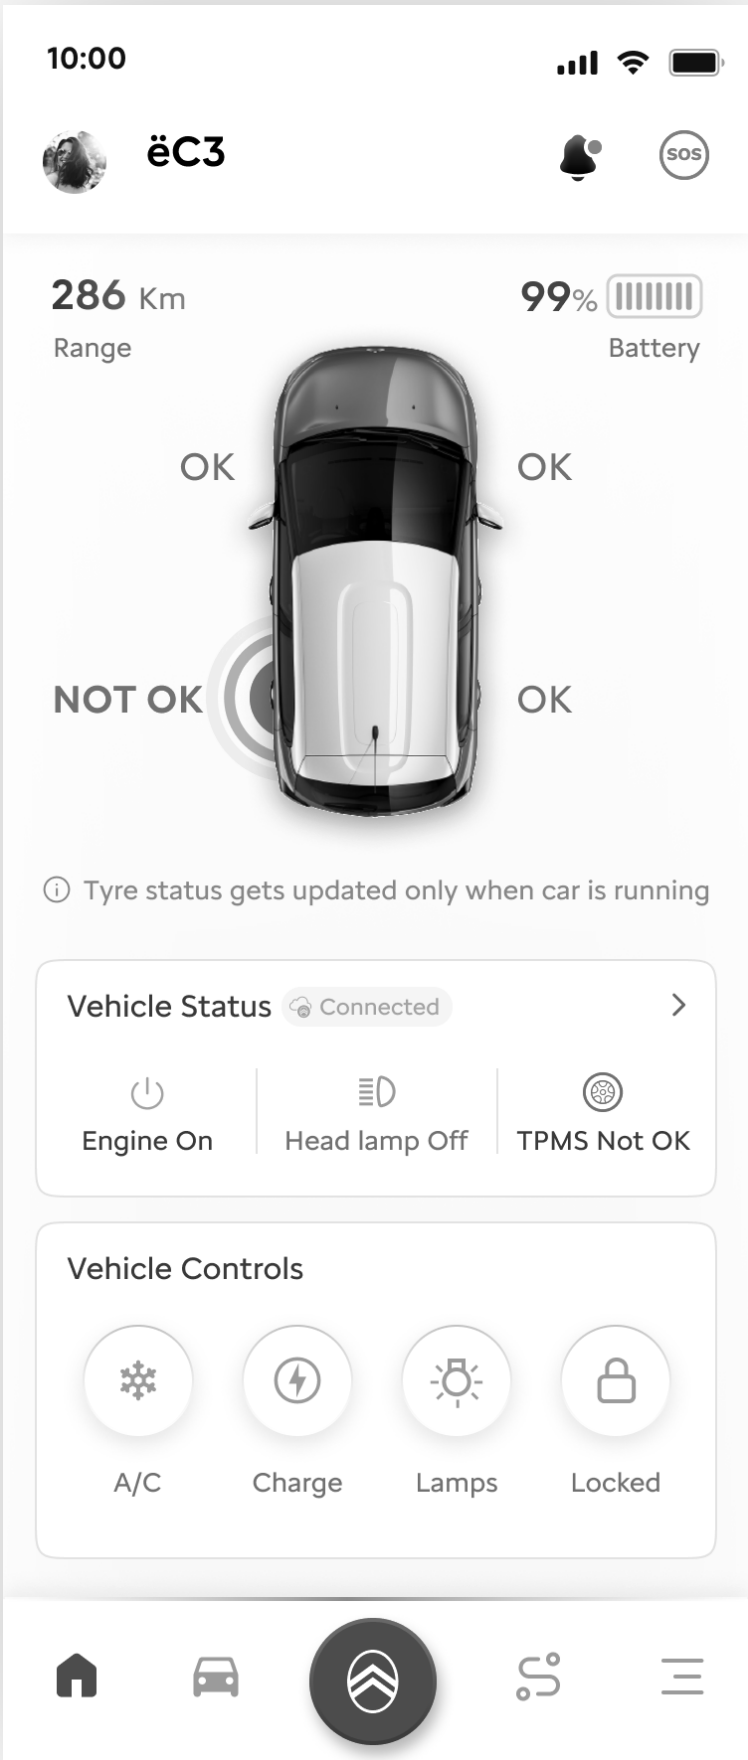 10:00
ëC3
SOS
286 Km
99%
Range
Battery
OK
OK
NOT OK
OK
Tyre status gets updated only when car is running
Vehicle Status
Connected
Engine On
Head lamp Off
TPMS Not OK
Vehicle Controls
A/C
Charge
Lamps
Locked